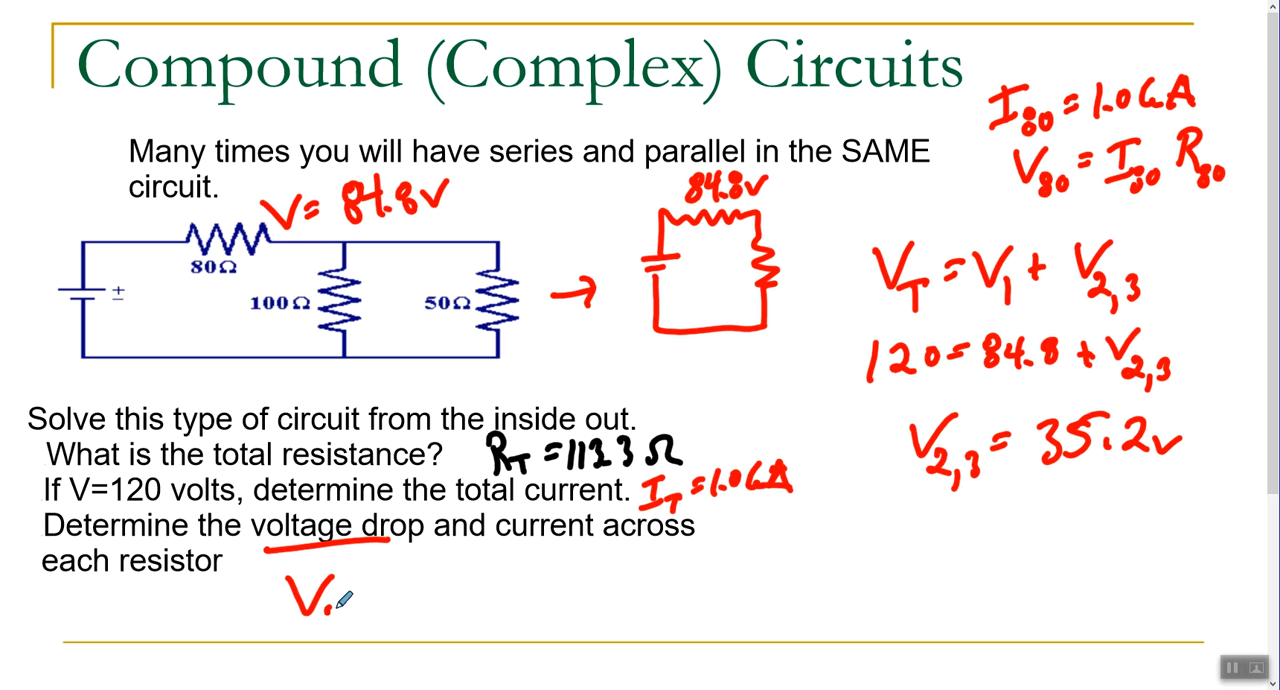 Compound (Complex) Circuits
I80 = 1.06A
V80 = I80 R80
Many times you will have series and parallel in the SAME
circuit.
V= 84.8V
84.8V
80Ω
±
100Ω
50Ω
→
VT = V1 + V2,3
120 = 84.8 + V2,3
V2,3 = 35.2v
Solve this type of circuit from the inside out.
What is the total resistance? RT = 113.3 Ω
If V=120 volts, determine the total current. IT = 1.06A
Determine the voltage drop and current across
each resistor
V.